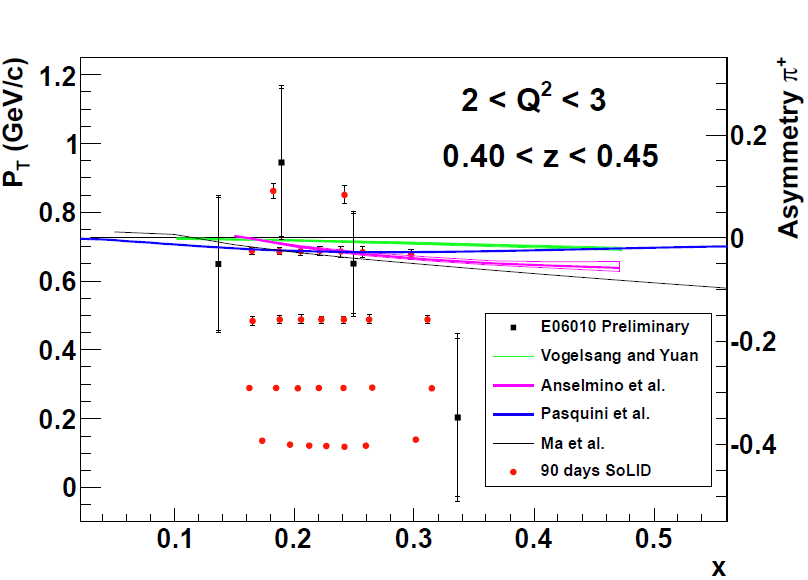 P_T (GeV/c)
1.2
1
0.8
0.6
0.4
0.2
0
2 < Q² < 3
0.40 < z < 0.45
Asymmetry π⁺
0.2
0
-0.2
-0.4
E06010 Preliminary
Vogelsang and Yuan
Anselmino et al.
Pasquini et al.
Ma et al.
90 days SoLID
0.1 0.2 0.3 0.4 0.5
x